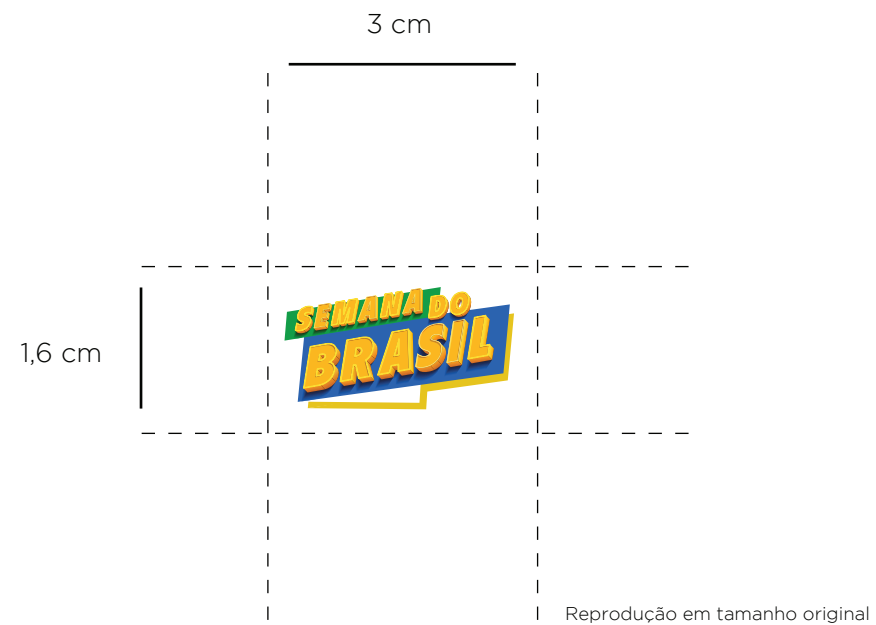 3 cm
1,6 cm
SEMANA DO
BRASIL
Reprodução em tamanho original